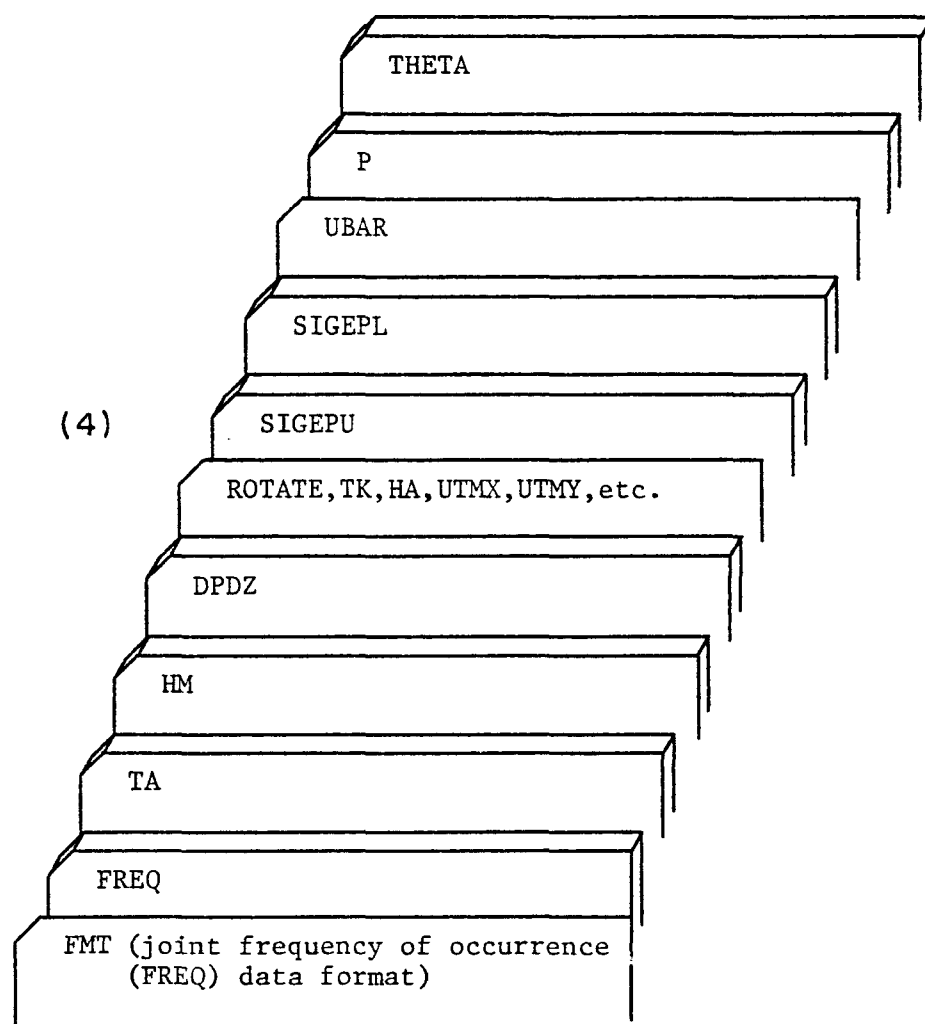 THETA
P
UBAR
SIGEPL
(4)
SIGEPU
ROTATE,TK,HA,UTMX,UTMY,etc.
DPDZ
HM
TA
FREQ
FMT (joint frequency of occurrence
(FREQ) data format)